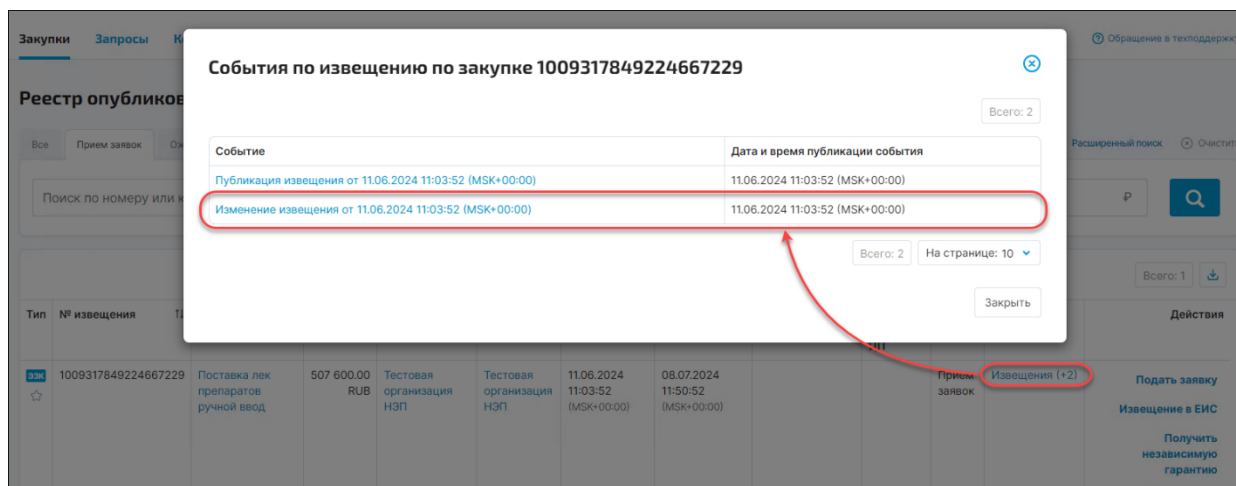 Закупки Запросы К
Обращение в техподдержку
События по извещению по закупке 1009317849224667229
Реестр опубликов
Всего: 2
Все Прием заявок Ож
Расширенный поиск Очистит
Событие Дата и время публикации события
Публикация извещения от 11.06.2024 11:03:52 (MSK+00:00) 11.06.2024 11:03:52 (MSK+00:00)
Поиск по номеру или к
₽
Изменение извещения от 11.06.2024 11:03:52 (MSK+00:00) 11.06.2024 11:03:52 (MSK+00:00)
Всего: 2 На странице: 10
Всего: 1
Закрыть
Тип № извещения Действия
ЭЗК 1009317849224667229 Поставка лек 507 600.00 Тестовая Тестовая 11.06.2024 08.07.2024 Прием Извещения (+2) Подать заявку
препаратов RUB организация организация 11:03:52 11:50:52 заявок
ручной ввод НЭП НЭП (MSK+00:00) (MSK+00:00)
Извещение в ЕИС
Получить
независимую
гарантию